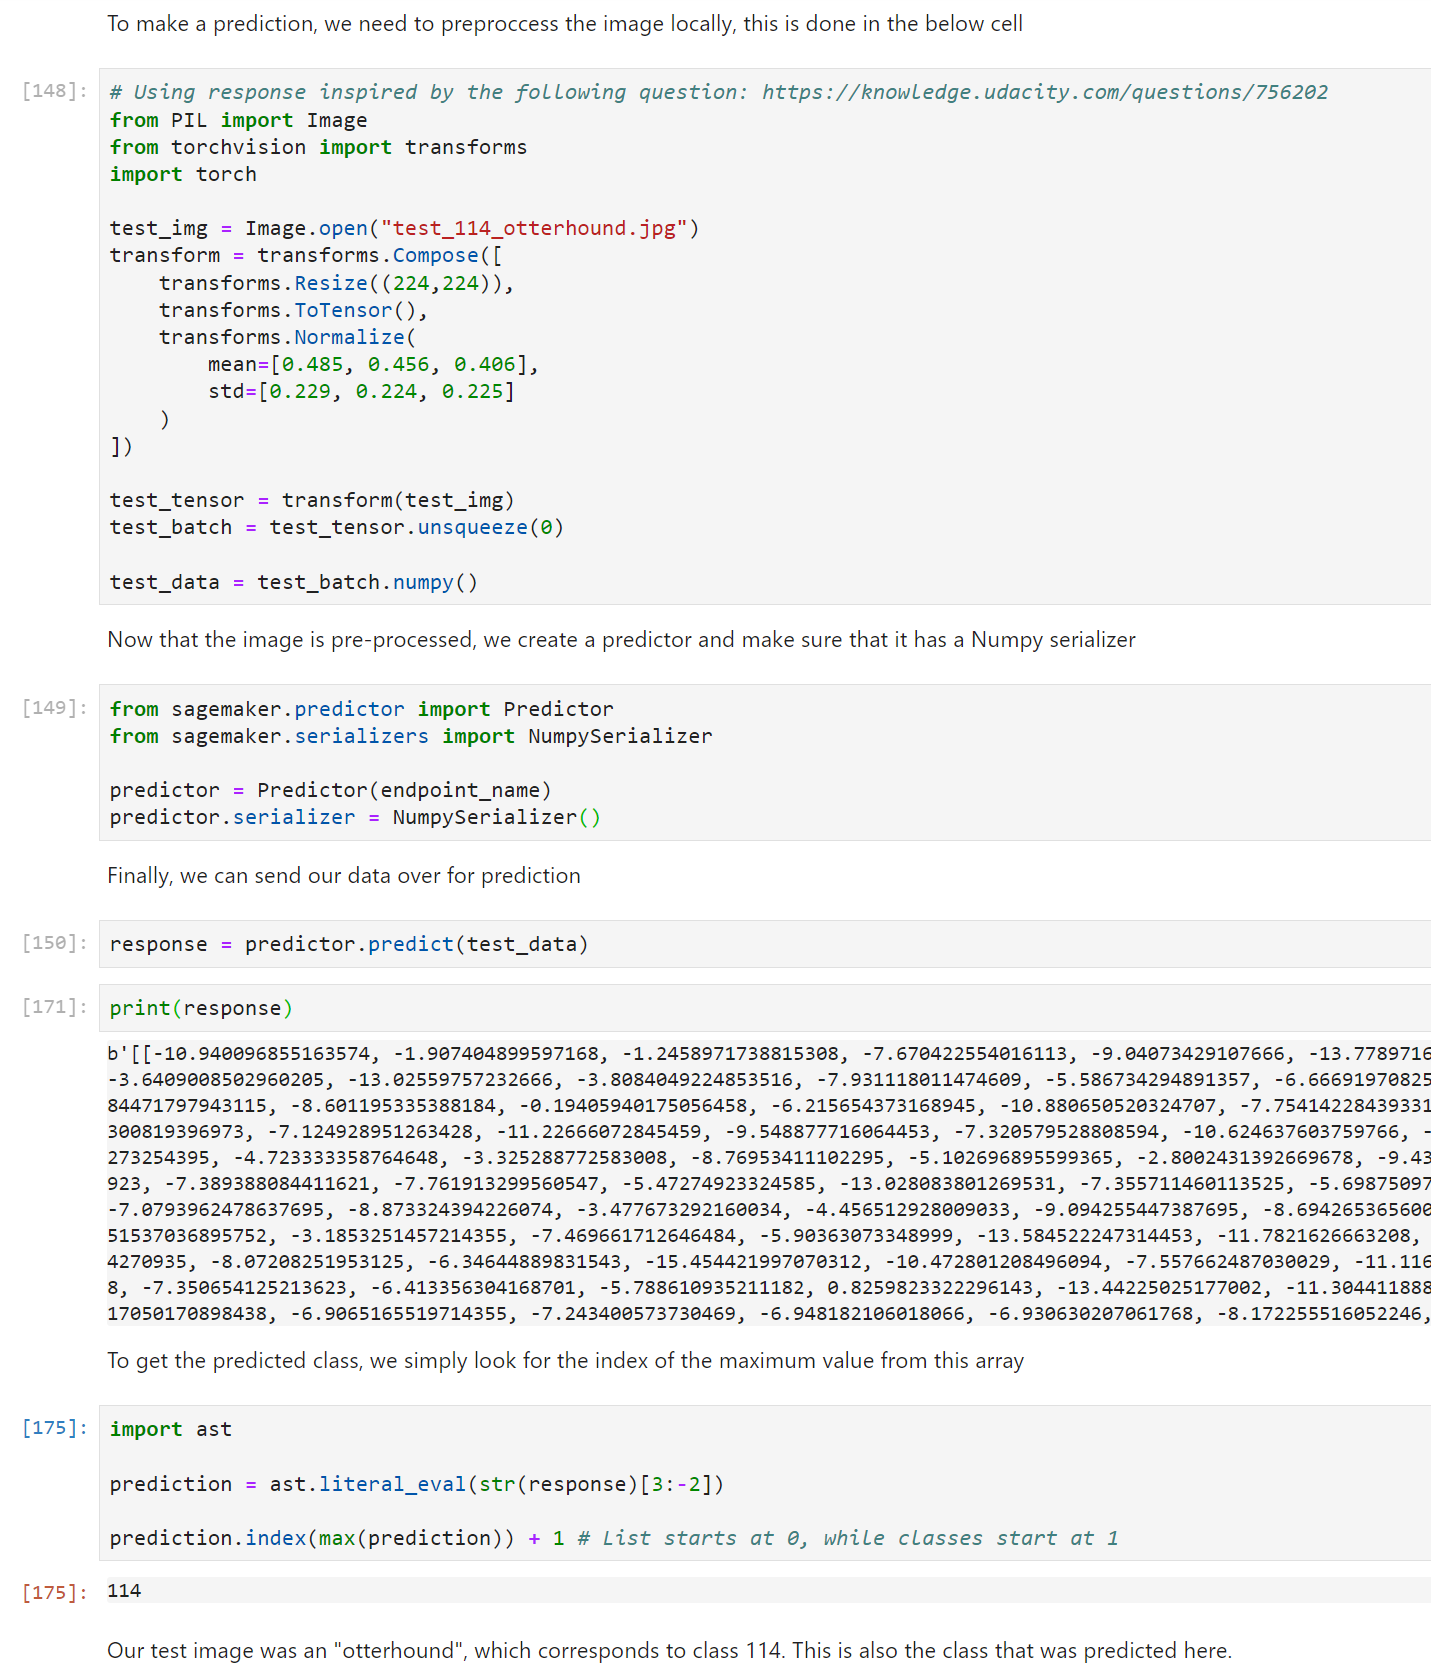 To make a prediction, we need to preproccess the image locally, this is done in the below cell
[148]:
# Using response inspired by the following question: https://knowledge.udacity.com/questions/756202
from PIL import Image
from torchvision import transforms
import torch
test_img = Image.open("test_114_otterhound.jpg")
transform = transforms.Compose([
    transforms.Resize((224,224)),
    transforms.ToTensor(),
    transforms.Normalize(
        mean=[0.485, 0.456, 0.406],
        std=[0.229, 0.224, 0.225]
    )
])
test_tensor = transform(test_img)
test_batch = test_tensor.unsqueeze(0)
test_data = test_batch.numpy()
Now that the image is pre-processed, we create a predictor and make sure that it has a Numpy serializer
[149]:
from sagemaker.predictor import Predictor
from sagemaker.serializers import NumpySerializer
predictor = Predictor(endpoint_name)
predictor.serializer = NumpySerializer()
Finally, we can send our data over for prediction
[150]:
response = predictor.predict(test_data)
[171]:
print(response)
b'[[-10.940096855163574, -1.907404899597168, -1.2458971738815308, -7.670422554016113, -9.04073429107666, -13.7789716
-3.6409008502960205, -13.02559757232666, -3.8084049224853516, -7.931118011474609, -5.586734294891357, -6.66691970825
84471797943115, -8.601195335388184, -0.19405940175056458, -6.215654373168945, -10.880650520324707, -7.75414228439331
300819396973, -7.124928951263428, -11.22666072845459, -9.548877716064453, -7.320579528808594, -10.624637603759766, -
273254395, -4.723333358764648, -3.325288772583008, -8.76953411102295, -5.102696895599365, -2.8002431392669678, -9.43
923, -7.389388084411621, -7.761913299560547, -5.47274923324585, -13.028083801269531, -7.355711460113525, -5.69875097
-7.0793962478637695, -8.873324394226074, -3.477673292160034, -4.456512928009033, -9.094255447387695, -8.694265365600
51537036895752, -3.1853251457214355, -7.469661712646484, -5.90363073348999, -13.584522247314453, -11.7821626663208,
4270935, -8.07208251953125, -6.34644889831543, -15.454421997070312, -10.472801208496094, -7.557662487030029, -11.116
8, -7.350654125213623, -6.413356304168701, -5.788610935211182, 0.8259823322296143, -13.44225025177002, -11.304411888
17050170898438, -6.9065165519714355, -7.243400573730469, -6.948182106018066, -6.930630207061768, -8.172255516052246,
To get the predicted class, we simply look for the index of the maximum value from this array
[175]:
import ast
prediction = ast.literal_eval(str(response)[3:-2])
prediction.index(max(prediction)) + 1 # List starts at 0, while classes start at 1
[175]:
114
Our test image was an "otterhound", which corresponds to class 114. This is also the class that was predicted here.